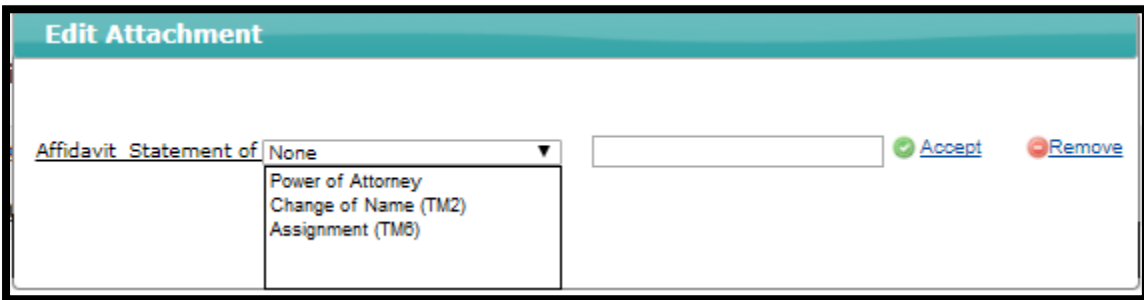 Edit Attachment
Affidavit Statement of None Accept Remove
Power of Attorney
Change of Name (TM2)
Assignment (TM6)